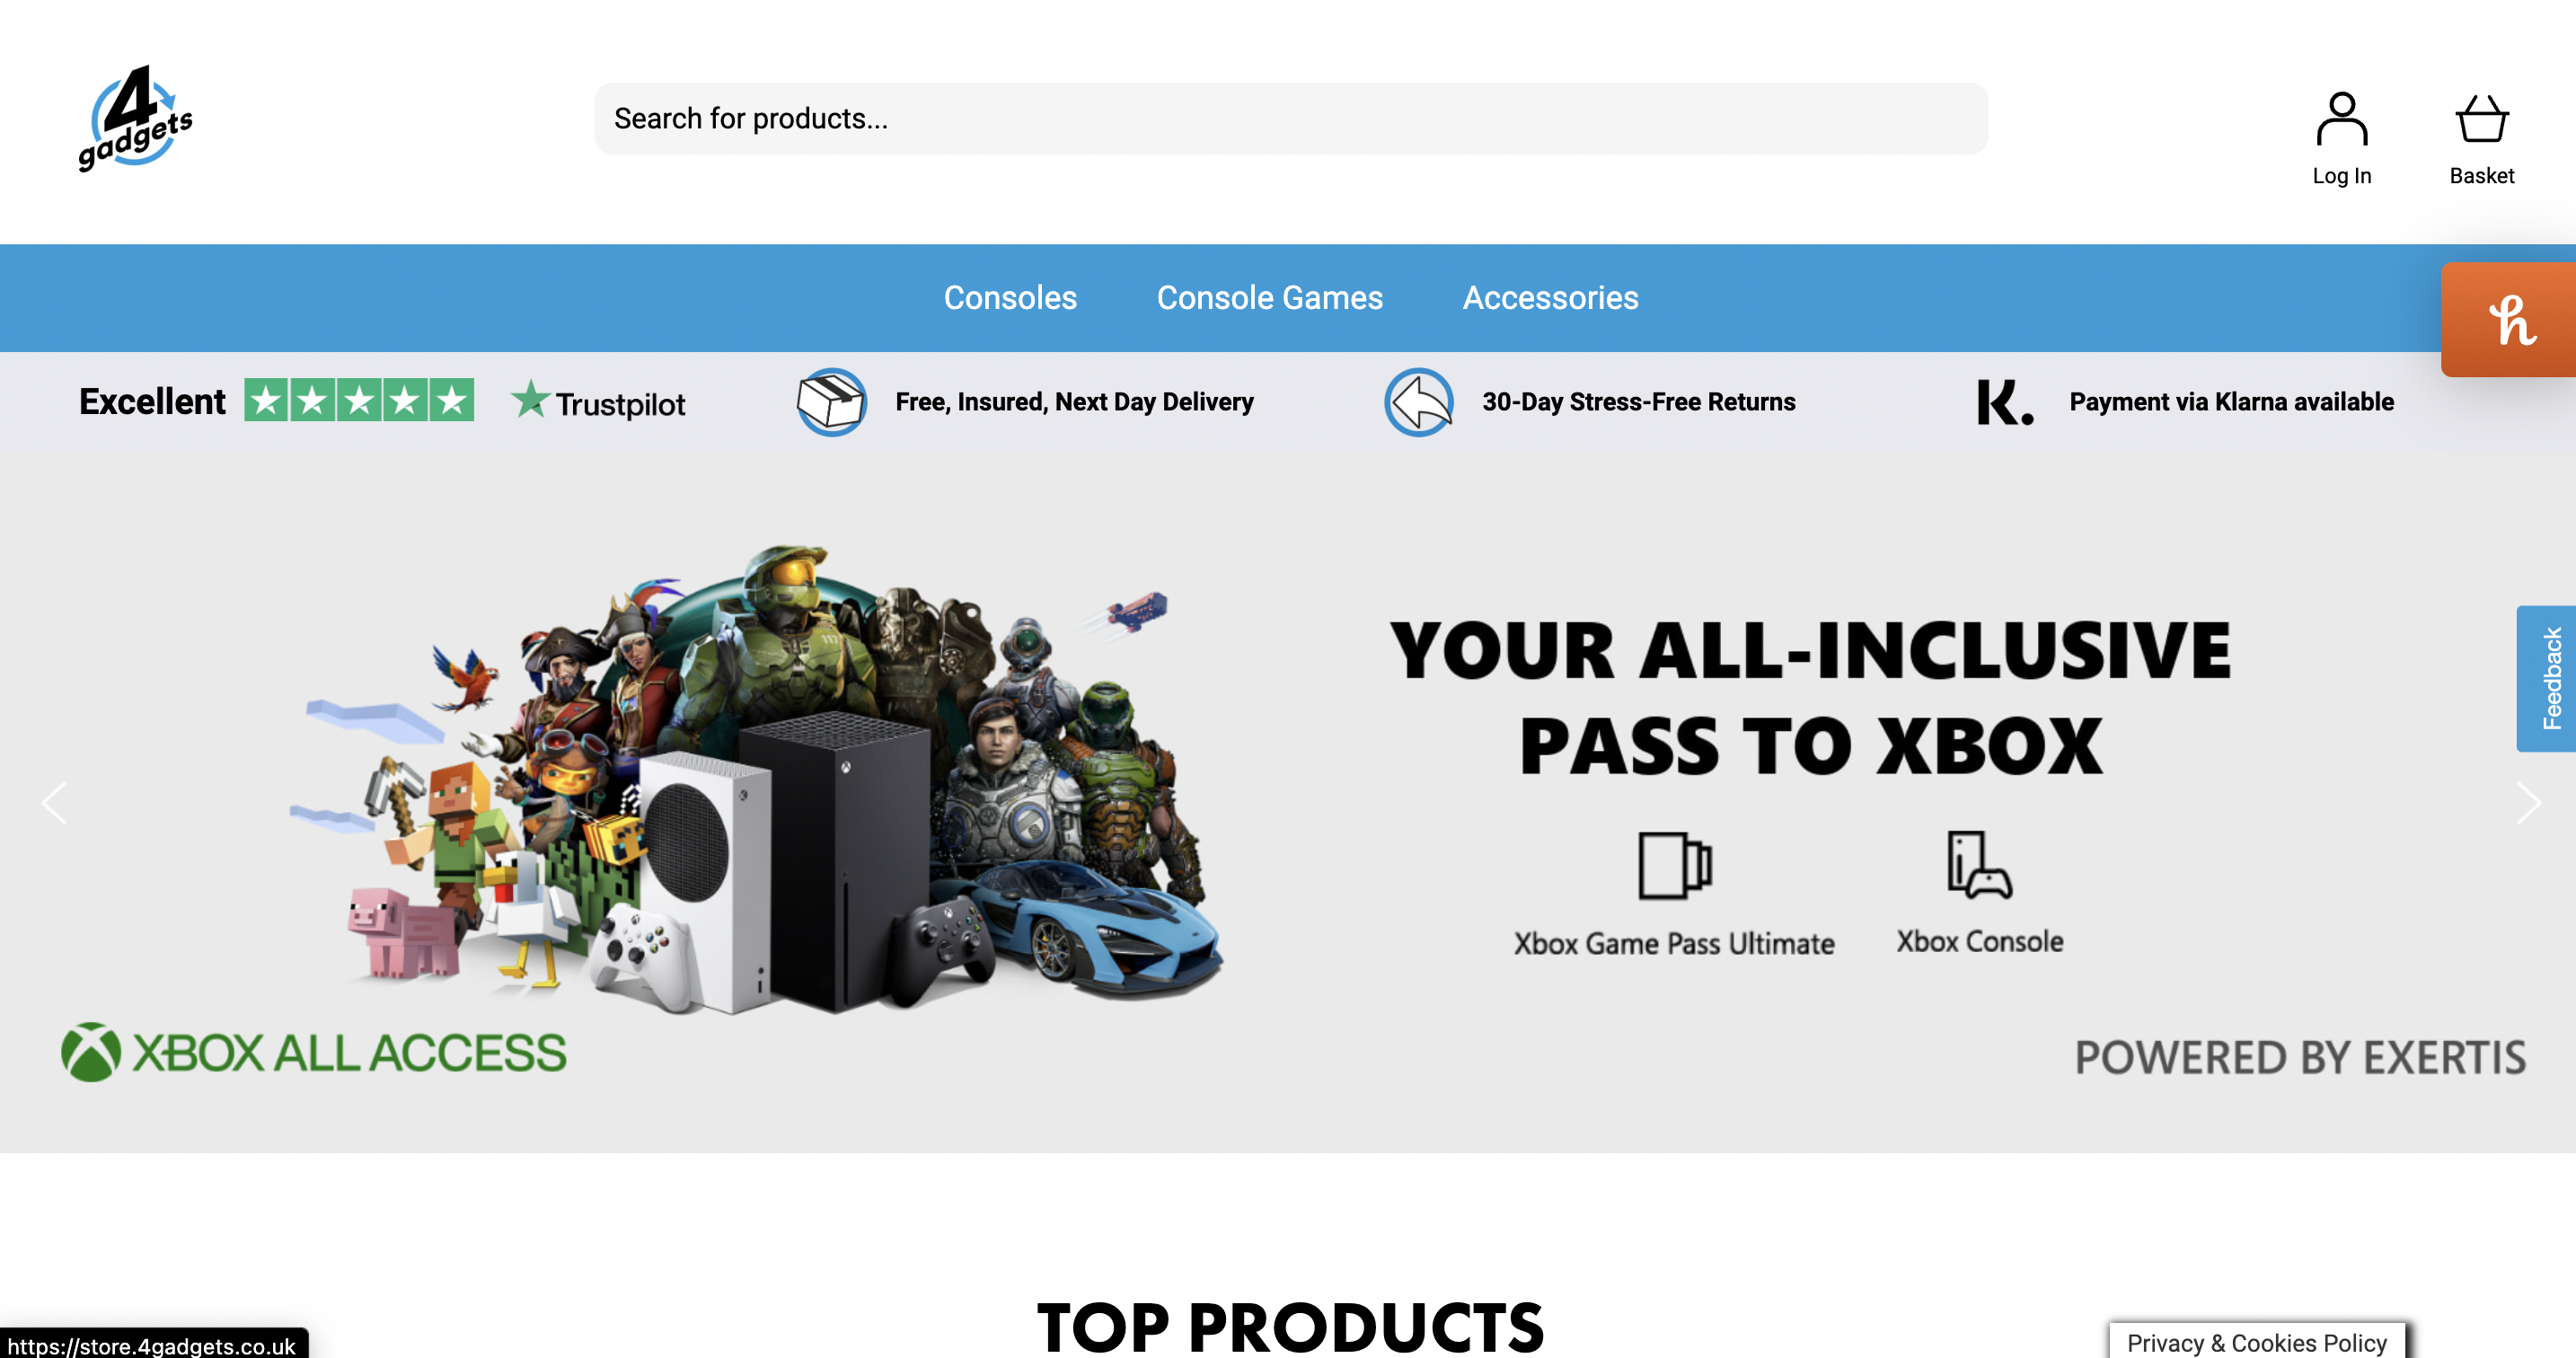 4
gadgets
Search for products...
Log In
Basket
Consoles
Console Games
Accessories
h
Excellent
Trustpilot
Free, Insured, Next Day Delivery
30-Day Stress-Free Returns
K.
Payment via Klarna available
117
YOUR ALL-INCLUSIVE
PASS TO XBOX
Feedback
Xbox Game Pass Ultimate
Xbox Console
XBOX ALL ACCESS
POWERED BY EXERTIS
TOP PRODUCTS
https://store.4gadgets.co.uk
Privacy & Cookies Policy